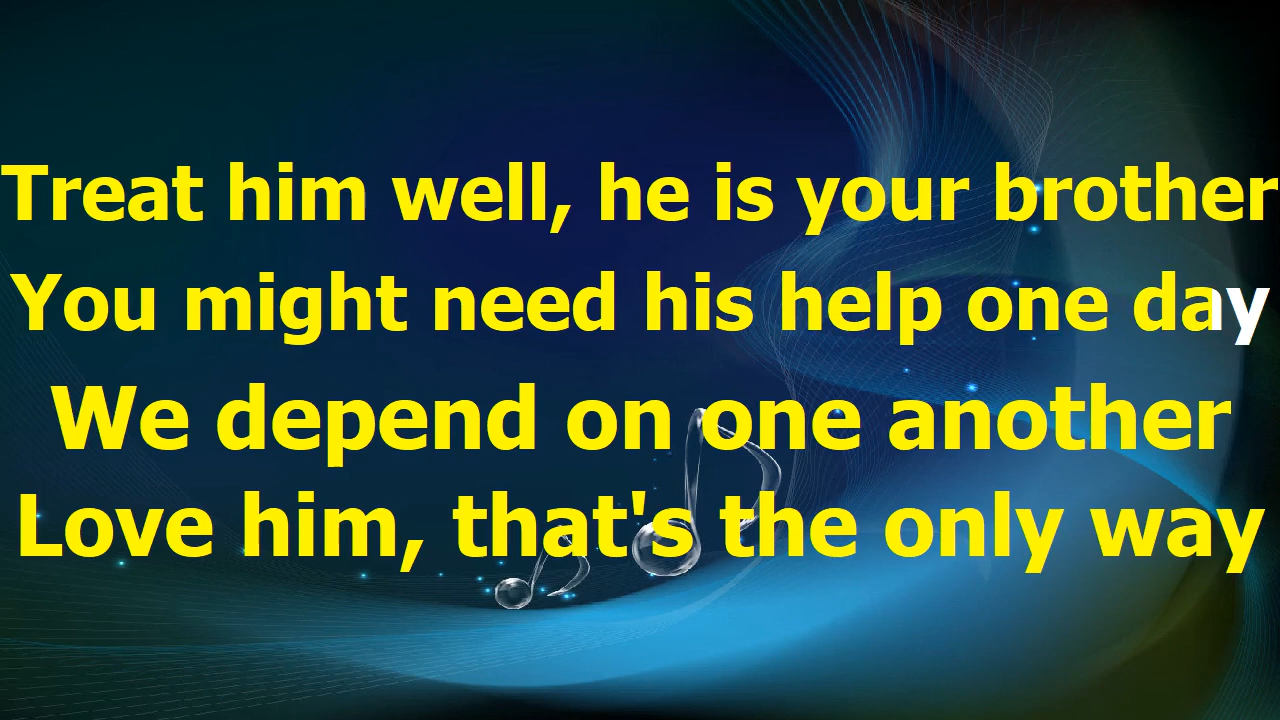 Treat him well, he is your brother
You might need his help one day
We depend on one another
Love him, that's the only way